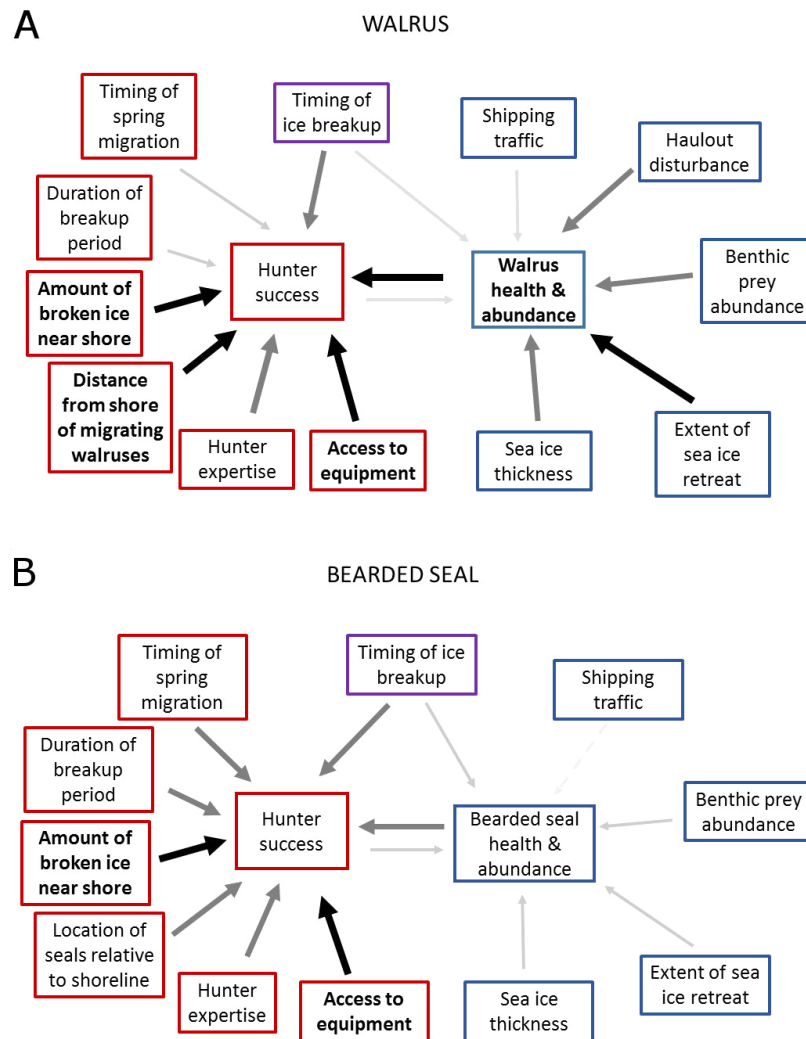 A
WALRUS
Timing of
spring
migration
Timing of
ice breakup
Shipping
traffic
Haulout
disturbance
Duration of
breakup
period
Hunter
success
Walrus
health &
abundance
Benthic
prey
abundance
Amount of
broken ice
near shore
Distance
from shore
of migrating
walruses
Hunter
expertise
Access to
equipment
Sea ice
thickness
Extent of
sea ice
retreat
B
BEARDED SEAL
Timing of
spring
migration
Timing of ice
breakup
Shipping
traffic
Duration of
breakup
period
Hunter
success
Bearded seal
health &
abundance
Benthic prey
abundance
Amount of
broken ice
near shore
Location of
seals relative
to shoreline
Hunter
expertise
Access to
equipment
Sea ice
thickness
Extent of sea
ice retreat